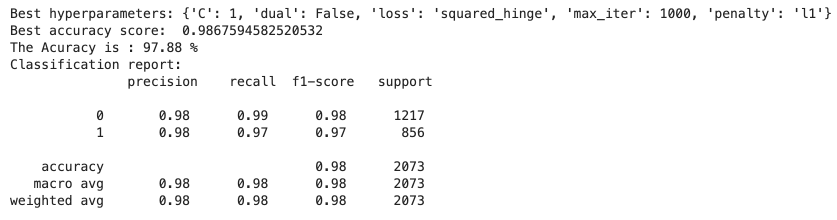 Best hyperparameters: {'C': 1, 'dual': False, 'loss': 'squared_hinge', 'max_iter': 1000, 'penalty': 'l1'}
Best accuracy score:  0.9867594582520532
The Acuracy is : 97.88 %
Classification report:
              precision    recall  f1-score   support

           0       0.98      0.99      0.98      1217
           1       0.98      0.97      0.97       856

    accuracy                           0.98      2073
   macro avg       0.98      0.98      0.98      2073
weighted avg       0.98      0.98      0.98      2073